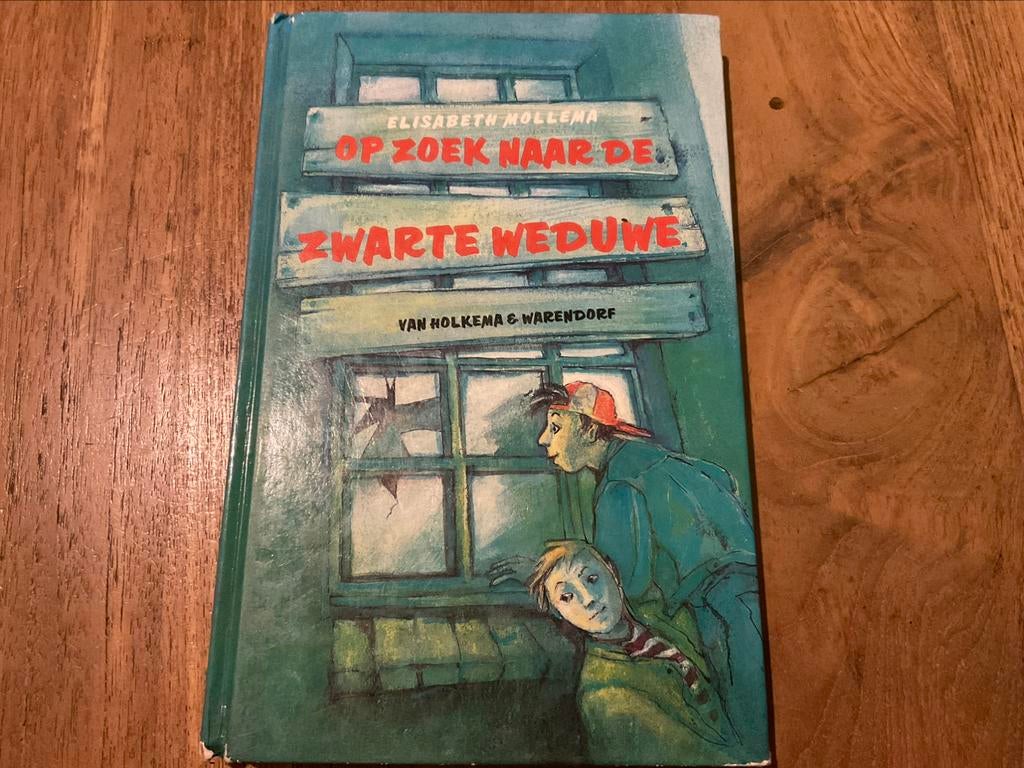 ELISABETH MOLLEMA
OP ZOEK NAAR DE
ZWARTE WEDUWE
VAN HOLKEMA & WARENDORF